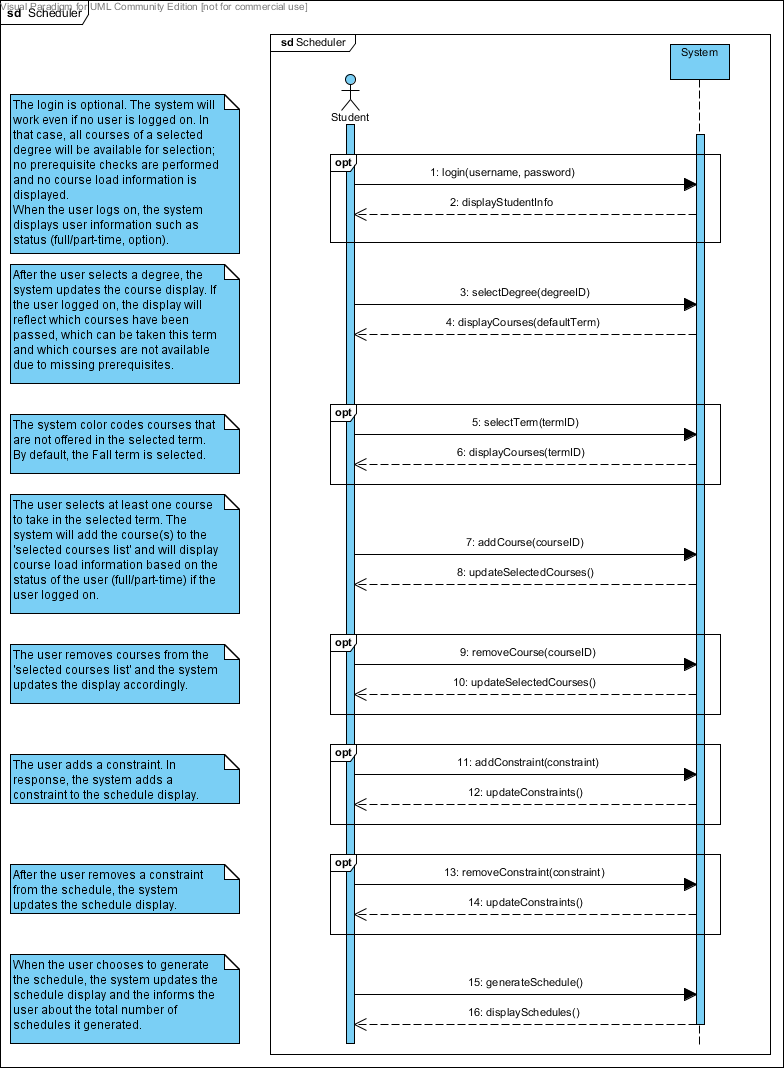 Visual Paradigm for UML Community Edition [not for commercial use]
sd Scheduler
sd Scheduler
System
Student
The login is optional. The system will
work even if no user is logged on. In
that case, all courses of a selected
degree will be available for selection;
no prerequisite checks are performed
and no course load information is
displayed.
When the user logs on, the system
displays user information such as
status (full/part-time, option).
opt
1: login(username, password)
2: displayStudentInfo
After the user selects a degree, the
system updates the course display. If
the user logged on, the display will
reflect which courses have been
passed, which can be taken this term
and which courses are not available
due to missing prerequisites.
3: selectDegree(degreeID)
4: displayCourses(defaultTerm)
The system color codes courses that
are not offered in the selected term.
By default, the Fall term is selected.
opt
5: selectTerm(termID)
6: displayCourses(termID)
The user selects at least one course
to take in the selected term. The
system will add the course(s) to the
'selected courses list' and will display
course load information based on the
status of the user (full/part-time) if the
user logged on.
7: addCourse(courseID)
8: updateSelectedCourses()
The user removes courses from the
'selected courses list' and the system
updates the display accordingly.
opt
9: removeCourse(courseID)
10: updateSelectedCourses()
The user adds a constraint. In
response, the system adds a
constraint to the schedule display.
opt
11: addConstraint(constraint)
12: updateConstraints()
After the user removes a constraint
from the schedule, the system
updates the schedule display.
opt
13: removeConstraint(constraint)
14: updateConstraints()
When the user chooses to generate
the schedule, the system updates the
schedule display and the informs the
user about the total number of
schedules it generated.
15: generateSchedule()
16: displaySchedules()